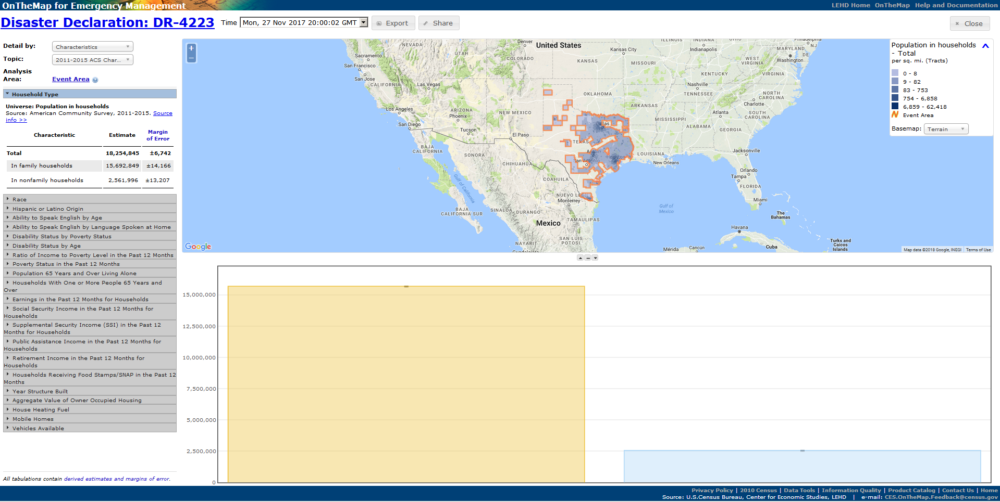 OnTheMap for Emergency Management
LEHD Home OnTheMap Help and Documentation
Disaster Declaration: DR-4223
Time Mon, 27 Nov 2017 20:00:02 GMT
Export
Share
Close
Detail by: Characteristics
Topic: 2011-2015 ACS Char...
Analysis
Area: Event Area
Household Type
Universe: Population in households
Source: American Community Survey, 2011-2015. Source
info >>
Characteristic Estimate Margin
of Error
Total 18,254,845 ±6,742
In family households 15,692,849 ±14,166
In nonfamily households 2,561,996 ±13,207
Race
Hispanic or Latino Origin
Ability to Speak English by Age
Ability to Speak English by Language Spoken at Home
Disability Status by Poverty Status
Disability Status by Age
Ratio of Income to Poverty Level in the Past 12 Months
Poverty Status in the Past 12 Months
Population 65 Years and Over Living Alone
Households With One or More People 65 Years and
Over
Earnings in the Past 12 Months for Households
Social Security Income in the Past 12 Months for
Households
Supplemental Security Income (SSI) in the Past 12
Months for Households
Public Assistance Income in the Past 12 Months for
Households
Retirement Income in the Past 12 Months for
Households
Households Receiving Food Stamps/SNAP in the Past 12
Months
Year Structure Built
Aggregate Value of Owner Occupied Housing
House Heating Fuel
Mobile Homes
Vehicles Available
All tabulations contain derived estimates and margins of error.
+
−
Denver
United States
Kansas City
ILLINOIS
INDIANA
OHIO
Philadelphia
NJ
NEVADA
UTAH
COLORADO
KANSAS
MISSOURI
Indianapolis
WEST
VIRGINIA
MARYLAND
DE
Washington
Sacramento
San Francisco
San Jose
CALIFORNIA
Las Vegas
KENTUCKY
VIRGINIA
Nashville
TENNESSEE
OKLAHOMA
NORTH
CAROLINA
Charlotte
Los Angeles
ARIZONA
Phoenix
NEW MEXICO
ARKANSAS
Atlanta
SOUTH
CAROLINA
San Diego
Tucson
Dallas
MISSISSIPPI
ALABAMA
GEORGIA
El Paso
TEXAS
BAJA
CALIFORNIA
SONORA
CHIHUAHUA
Austin
San Antonio
Houston
LOUISIANA
New Orleans
Jacksonville
COAHUILA
Orlando
Tampa
FLORIDA
Gulf of
California
NUEVO LEON
Monterrey
Miami
BAJA
CALIFORNIA SUR
SINALOA
DURANGO
Gulf of
Mexico
The
Bahamas
Mexico
TAMAULIPAS
Havana
SAN LUIS
POTOSI
NAYARIT
Guadalajara
Mérida
Cancún
Cuba
Turks and
Caicos
Islands
Google
Map data ©2018 Google, INEGI
Terms of Use
Population in households
- Total
per sq. mi. (Tracts)
0 - 8
9 - 82
83 - 753
754 - 6,858
6,859 - 62,418
Event Area
Basemap: Terrain
15,000,000
12,500,000
10,000,000
7,500,000
5,000,000
2,500,000
0
Privacy Policy | 2010 Census | Data Tools | Information Quality | Product Catalog | Contact Us | Home
Source: U.S.Census Bureau, Center for Economic Studies, LEHD | e-mail: CES.OnTheMap.Feedback@census.gov